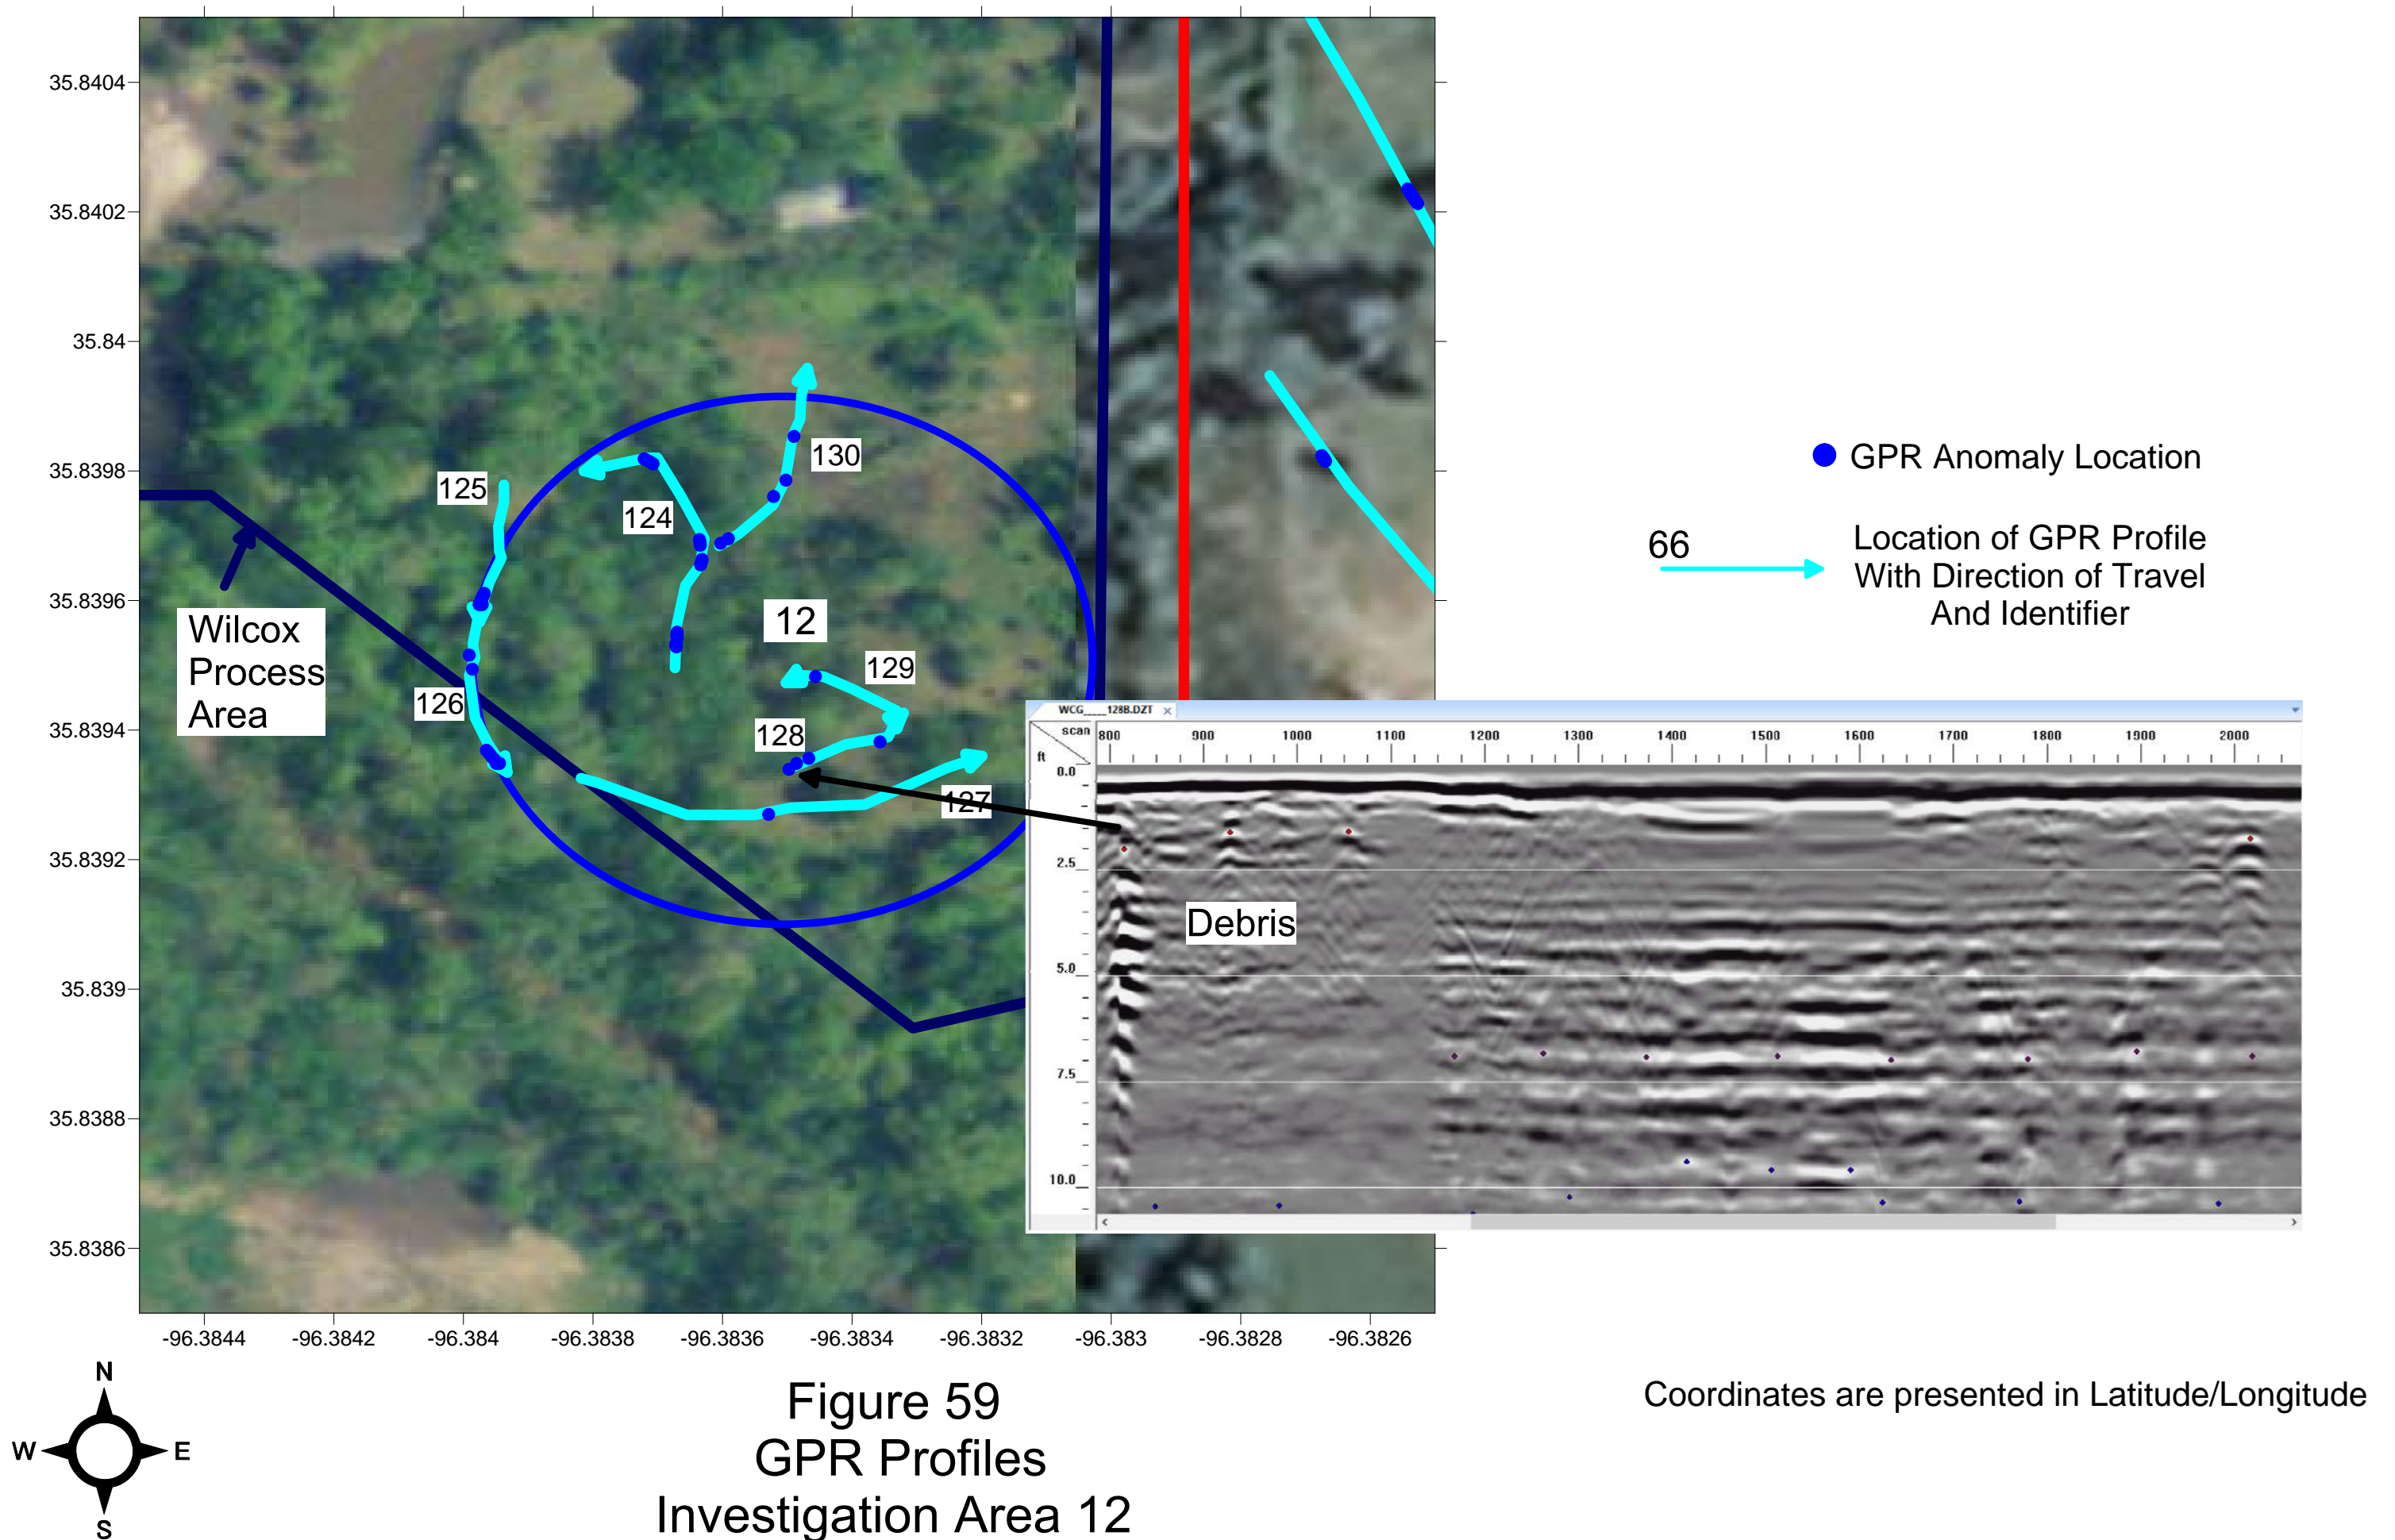 35.8404
35.8402
35.84
35.8398
35.8396
35.8394
35.8392
35.839
35.8388
35.8386
-96.3844
-96.3842
-96.384
-96.3838
-96.3836
-96.3834
-96.3832
-96.383
-96.3828
-96.3826
130
125
124
12
129
126
128
127
Wilcox
Process
Area
GPR Anomaly Location
66
Location of GPR Profile
With Direction of Travel
And Identifier
WCG____128B.DZT
scan
ft
800 900 1000 1100 1200 1300 1400 1500 1600 1700 1800 1900 2000
0.0
2.5
5.0
7.5
10.0
Debris
N
W E
S
Figure 59
GPR Profiles
Investigation Area 12
Coordinates are presented in Latitude/Longitude